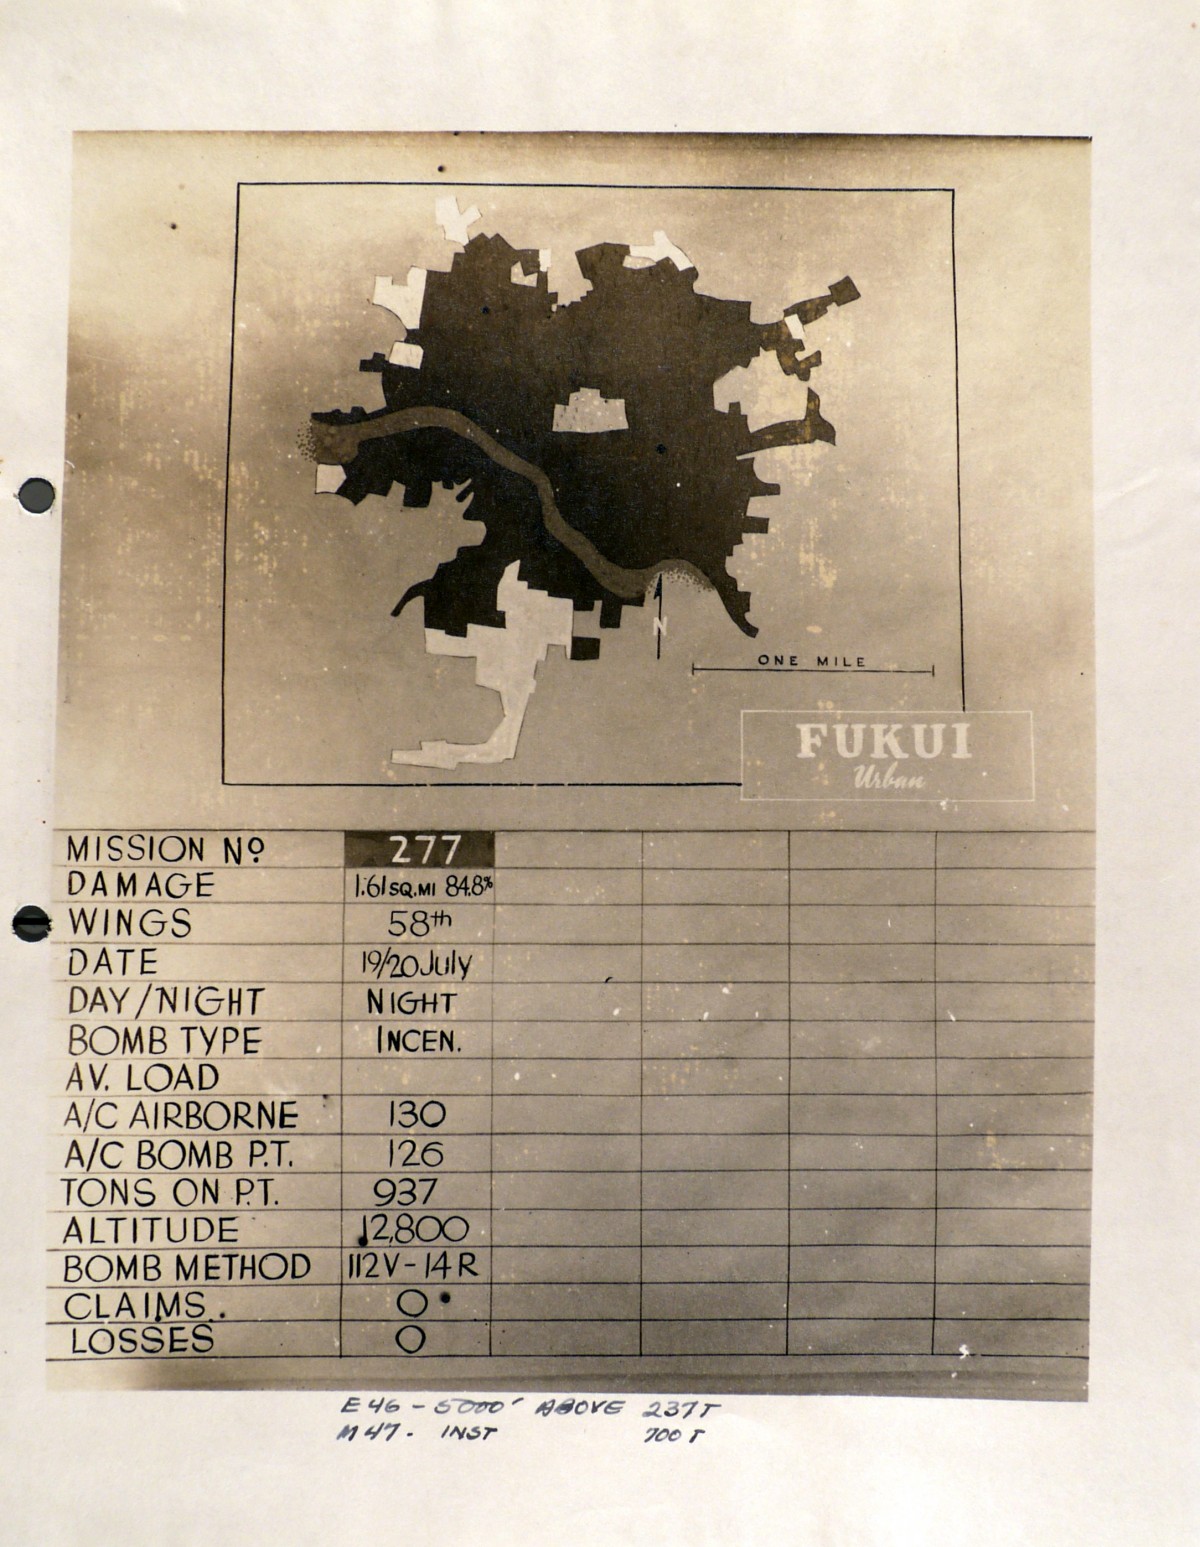 N
ONE MILE
FUKUI
Urban
MISSION Nº 277
DAMAGE 1.61 SQ.MI 84.8%
WINGS 58th
DATE 19/20 July
DAY/NIGHT NIGHT
BOMB TYPE INCEN.
AV. LOAD
A/C AIRBORNE 130
A/C BOMB P.T. 126
TONS ON P.T. 937
ALTITUDE 12,800
BOMB METHOD 112V-14R
CLAIMS. 0
LOSSES 0
E46 - 5000' ABOVE 237T
M47. INST 700T